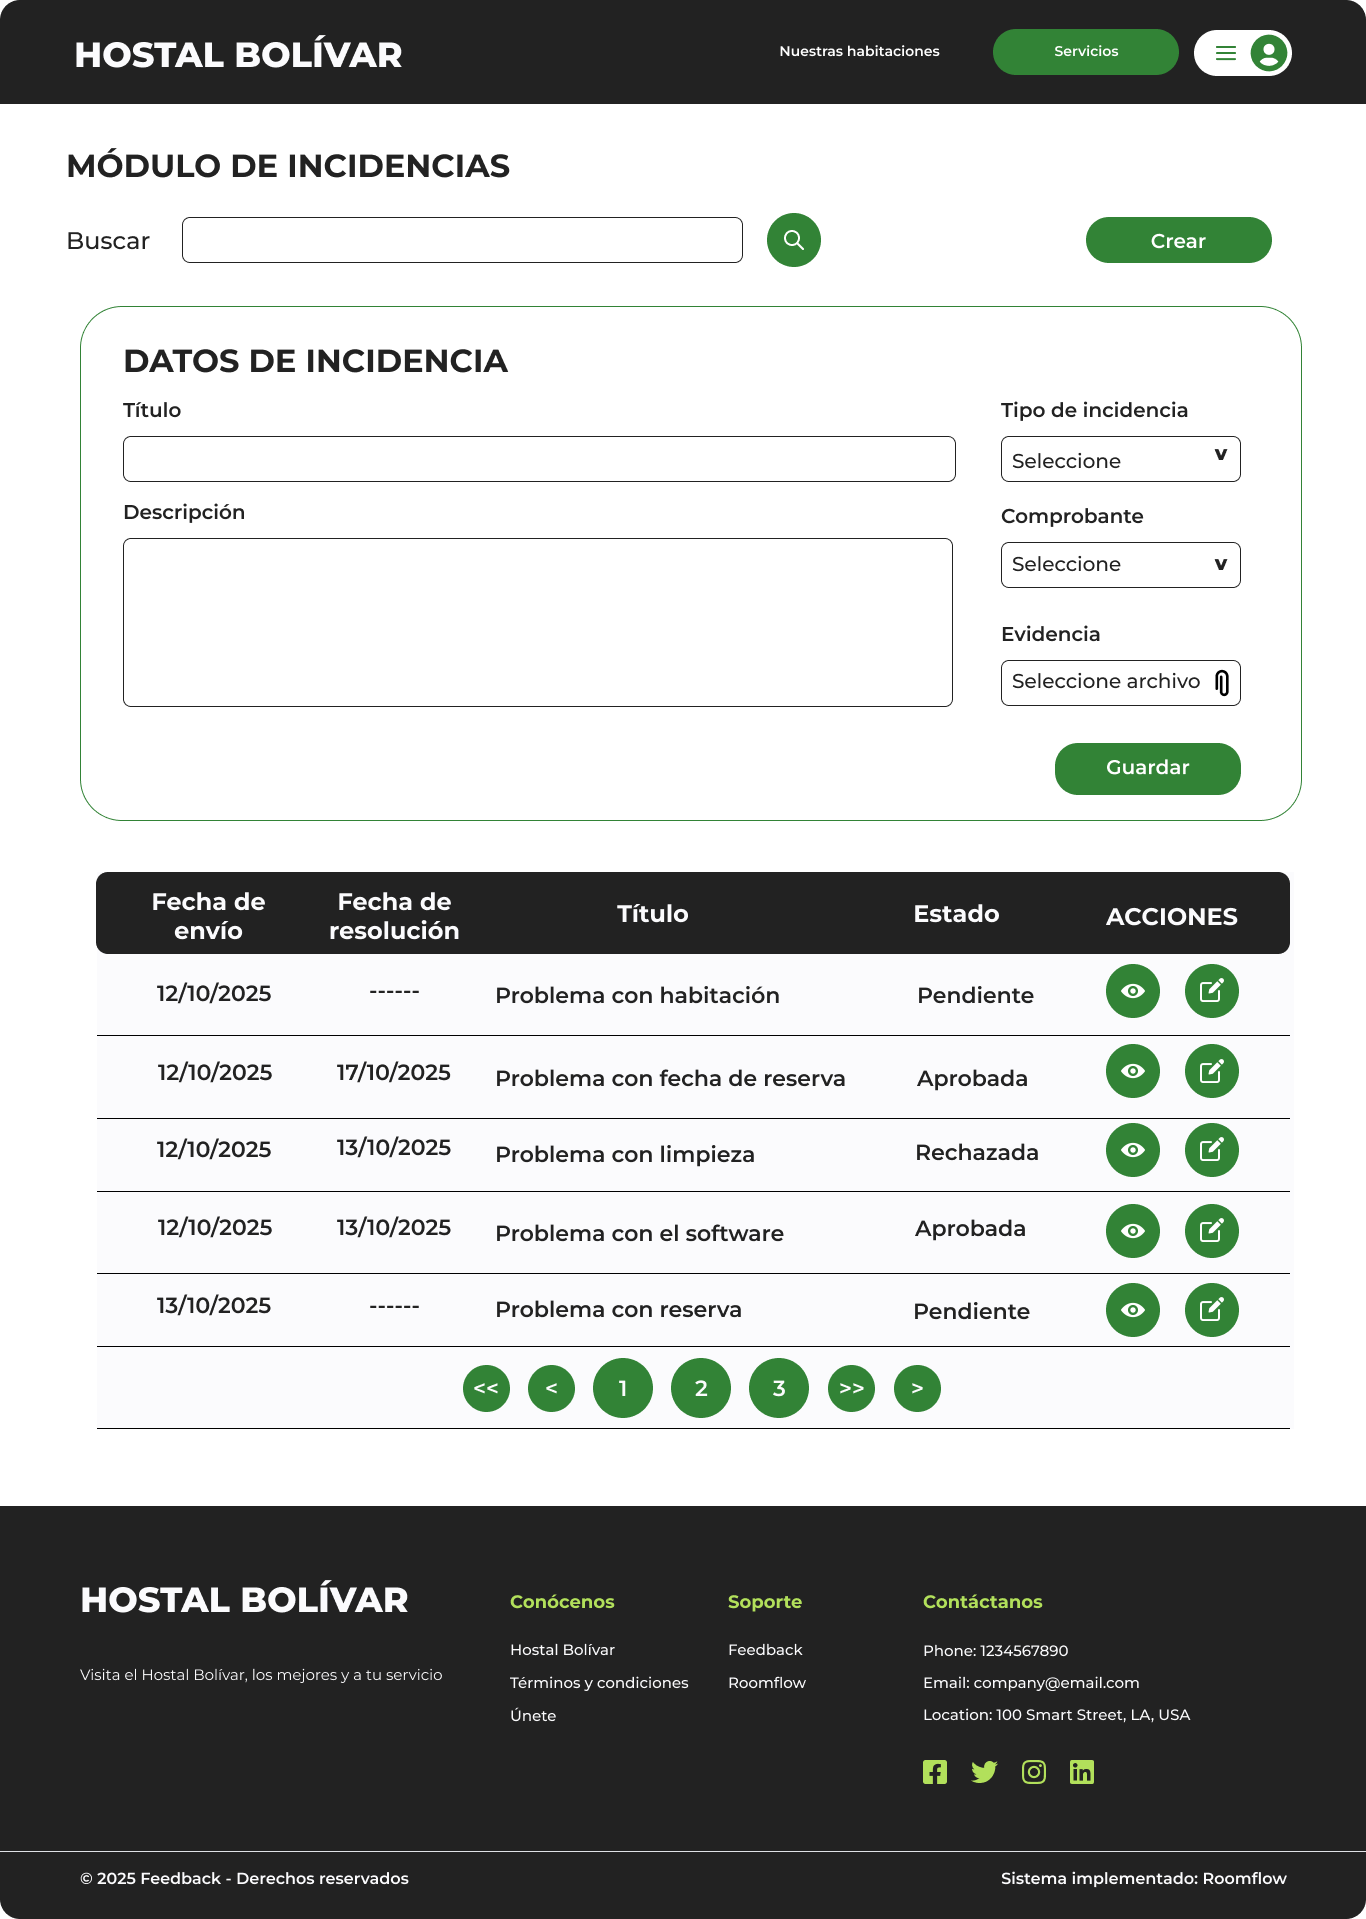 HOSTAL BOLÍVAR
Nuestras habitaciones
Servicios
MÓDULO DE INCIDENCIAS
Buscar
Crear
DATOS DE INCIDENCIA
Título
Tipo de incidencia
Seleccione v
Descripción
Comprobante
Seleccione v
Evidencia
Seleccione archivo
Guardar
Fecha de
envío
Fecha de
resolución
Título
Estado
ACCIONES
12/10/2025 ------ Problema con habitación Pendiente
12/10/2025 17/10/2025 Problema con fecha de reserva Aprobada
12/10/2025 13/10/2025 Problema con limpieza Rechazada
12/10/2025 13/10/2025 Problema con el software Aprobada
13/10/2025 ------ Problema con reserva Pendiente
<< < 1 2 3 >> >
HOSTAL BOLÍVAR
Visita el Hostal Bolívar, los mejores y a tu servicio
Conócenos
Hostal Bolívar
Términos y condiciones
Únete
Soporte
Feedback
Roomflow
Contáctanos
Phone: 1234567890
Email: company@email.com
Location: 100 Smart Street, LA, USA
© 2025 Feedback - Derechos reservados
Sistema implementado: Roomflow